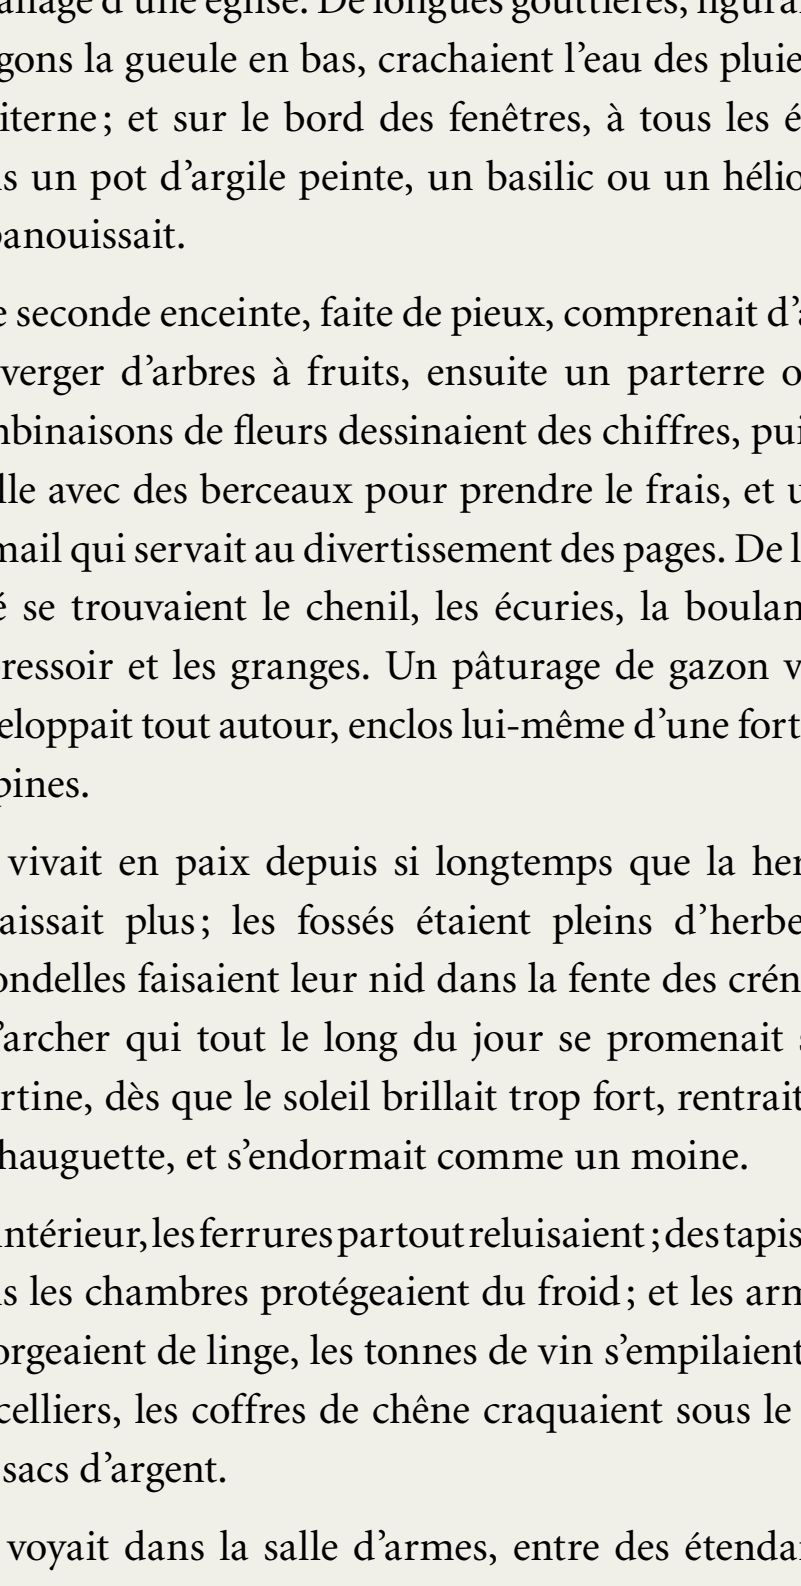 allage d'une église. De longues gouttières, figura
gons la gueule en bas, crachaient l’eau des pluie
iterne ; et sur le bord des fenêtres, à tous les é
s un pot d’argile peinte, un basilic ou un hélio
panouissait.
e seconde enceinte, faite de pieux, comprenait d’a
verger d’arbres à fruits, ensuite un parterre o
mbinaisons de fleurs dessinaient des chiffres, pui
lle avec des berceaux pour prendre le frais, et u
mail qui servait au divertissement des pages. De l
é se trouvaient le chenil, les écuries, la boulan
ressoir et les granges. Un pâturage de gazon v
eloppait tout autour, enclos lui-même d’une fort
pines.
vivait en paix depuis si longtemps que la her
aissait plus ; les fossés étaient pleins d’herbe
ondelles faisaient leur nid dans la fente des crén
’archer qui tout le long du jour se promenait s
rtine, dès que le soleil brillait trop fort, rentrait
hauguette, et s’endormait comme un moine.
intérieur, les ferrures partout reluisaient ; des tapis
s les chambres protégeaient du froid ; et les arm
orgeaient de linge, les tonnes de vin s’empilaient
celliers, les coffres de chêne craquaient sous le
sacs d’argent.
voyait dans la salle d’armes, entre des étenda